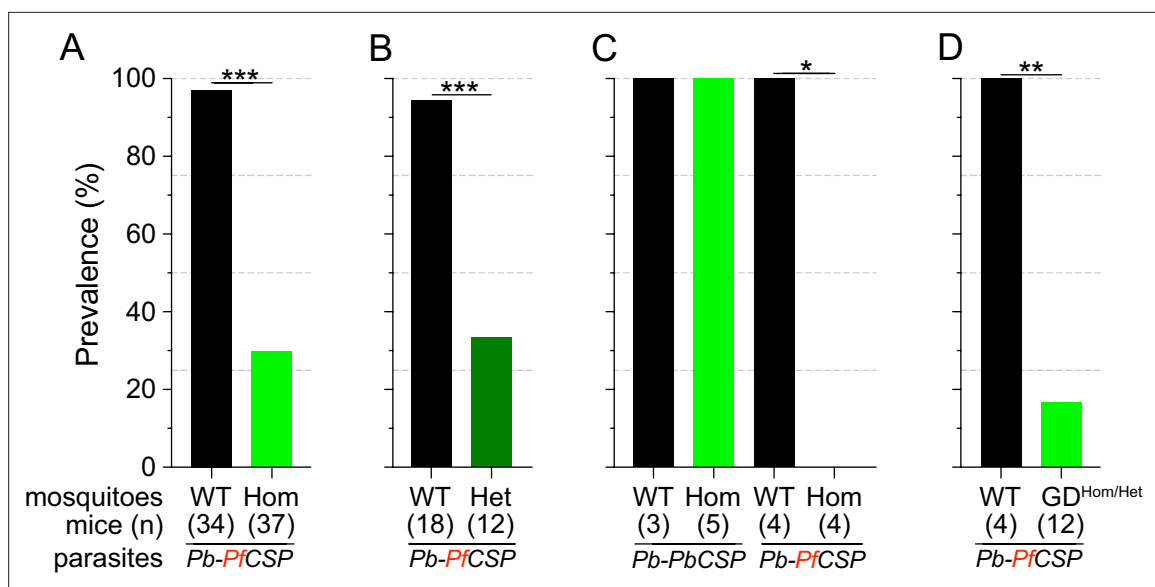 A B C D
*** *** * **
Prevalence (%)
100
80
60
40
20
0
mosquitoes WT Hom WT Het WT Hom WT Hom WT GD^Hom/Het
mice (n) (34) (37) (18) (12) (3) (5) (4) (4) (4) (12)
parasites Pb-PfCSP Pb-PfCSP Pb-PbCSP Pb-PfCSP Pb-PfCSP